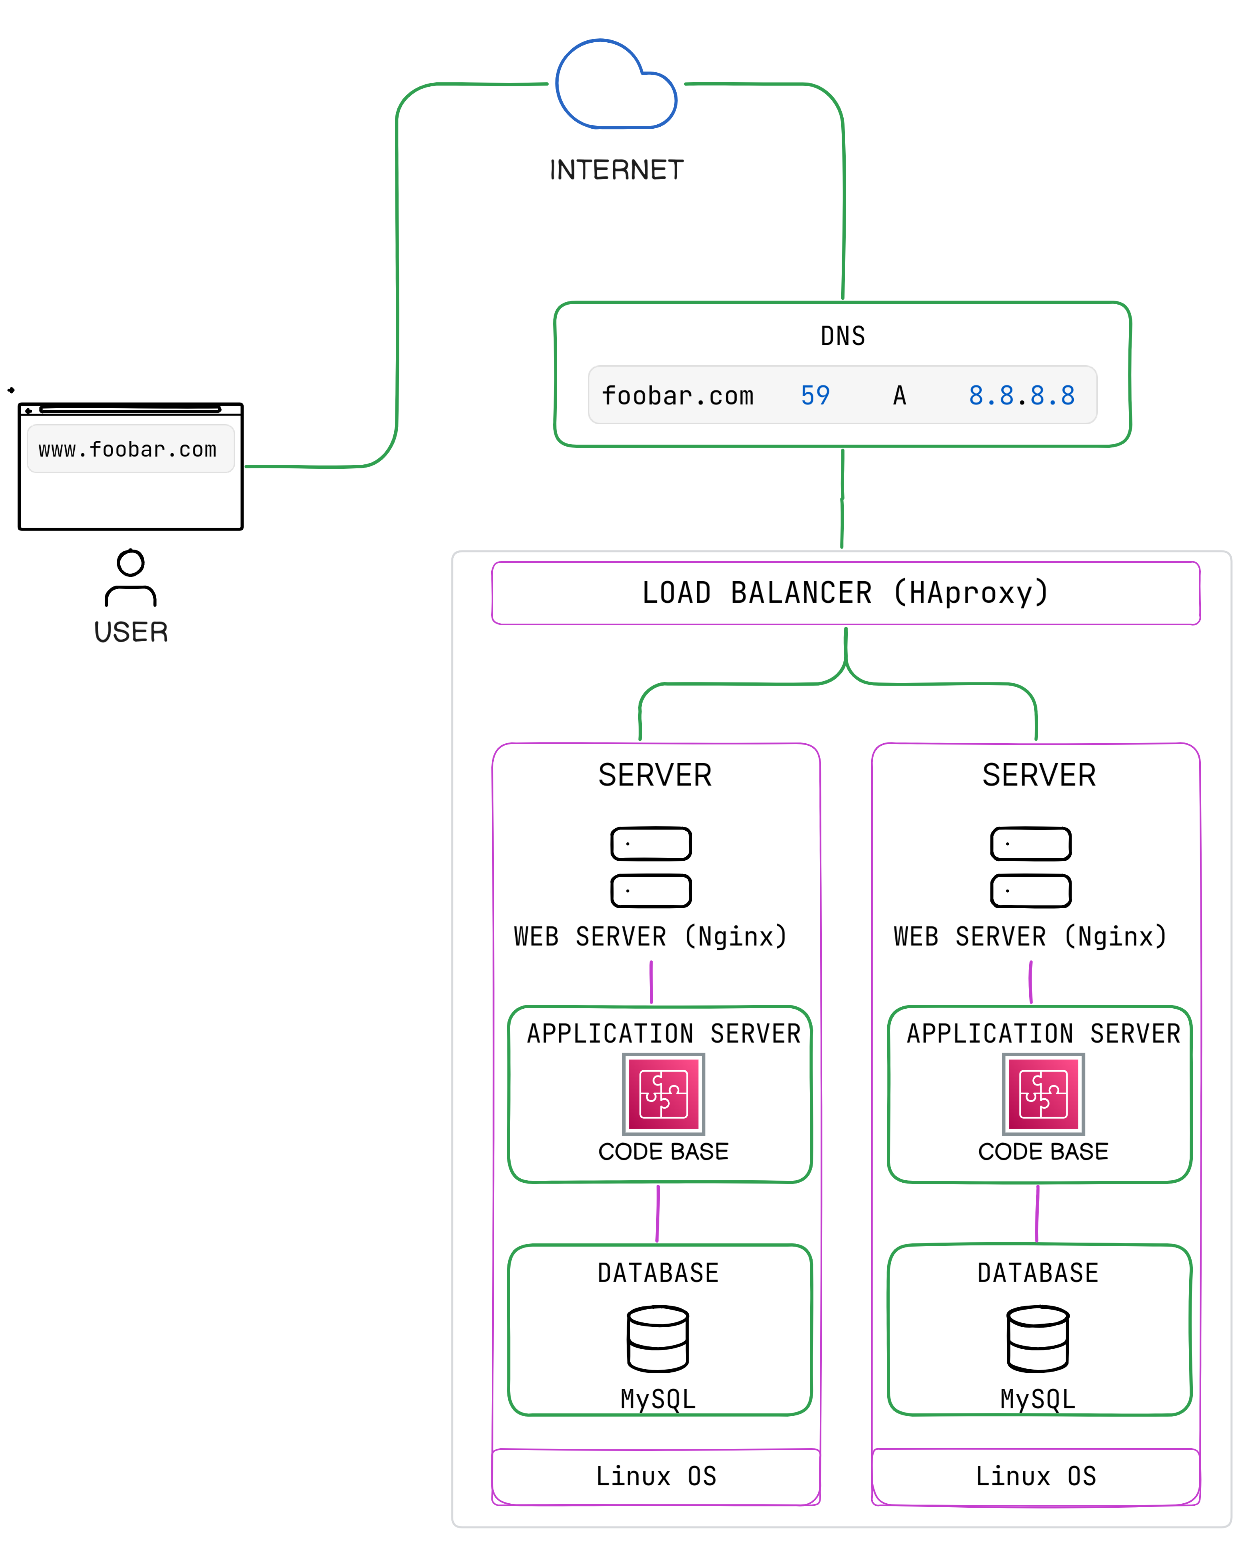 INTERNET
DNS
foobar.com 59 A 8.8.8.8
www.foobar.com
USER
LOAD BALANCER (HAproxy)
SERVER
WEB SERVER (Nginx)
APPLICATION SERVER
CODE BASE
DATABASE
MySQL
Linux OS
SERVER
WEB SERVER (Nginx)
APPLICATION SERVER
CODE BASE
DATABASE
MySQL
Linux OS